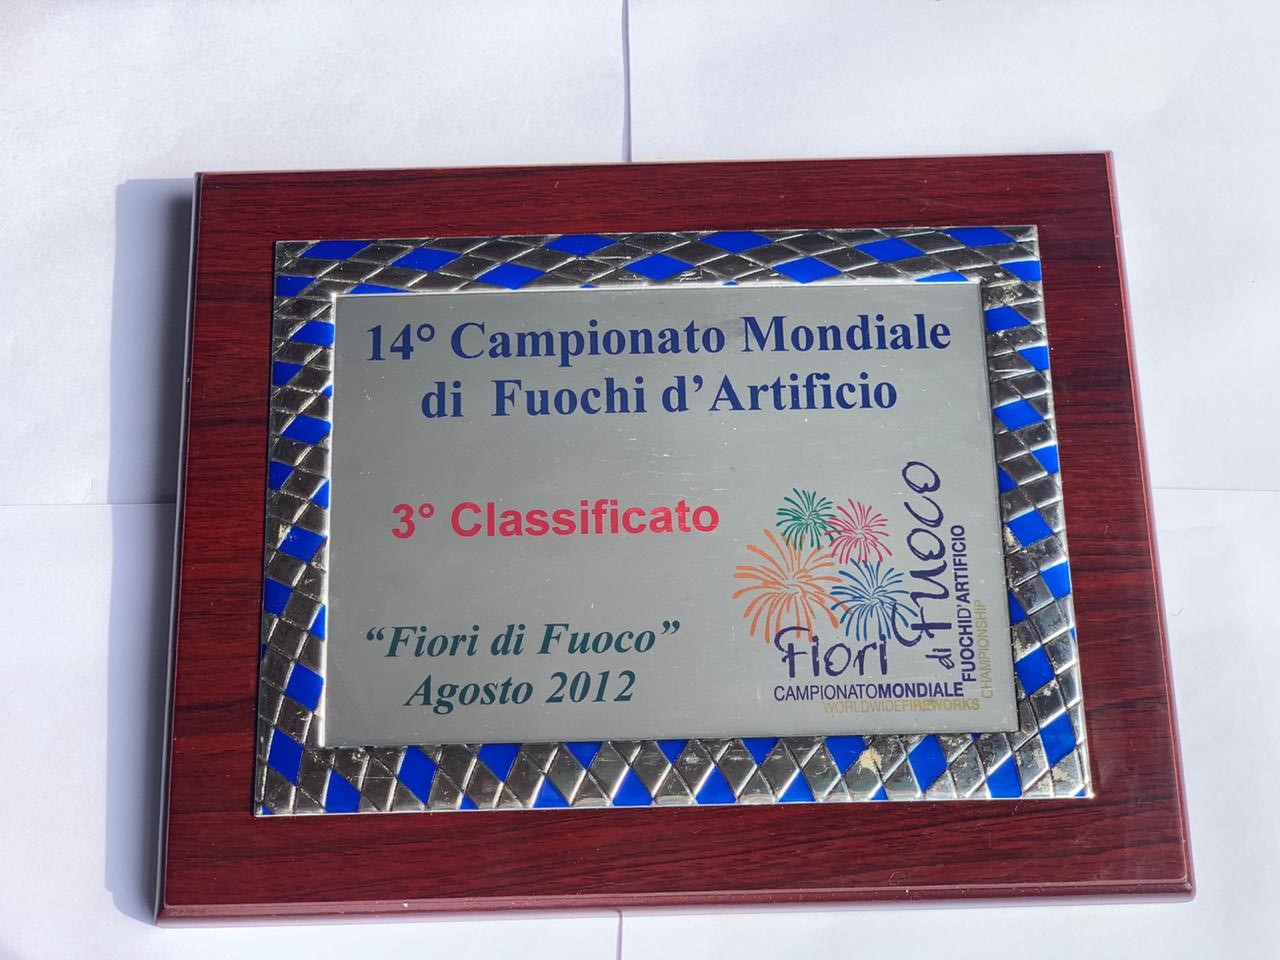 14° Campionato Mondiale
di Fuochi d'Artificio
3° Classificato
“Fiori di Fuoco”
Agosto 2012
Fiori
di Fuoco
CAMPIONATOMONDIALE
FUOCHID'ARTIFICIO
WORLDWIDEFIREWORKS
CHAMPIONSHIP